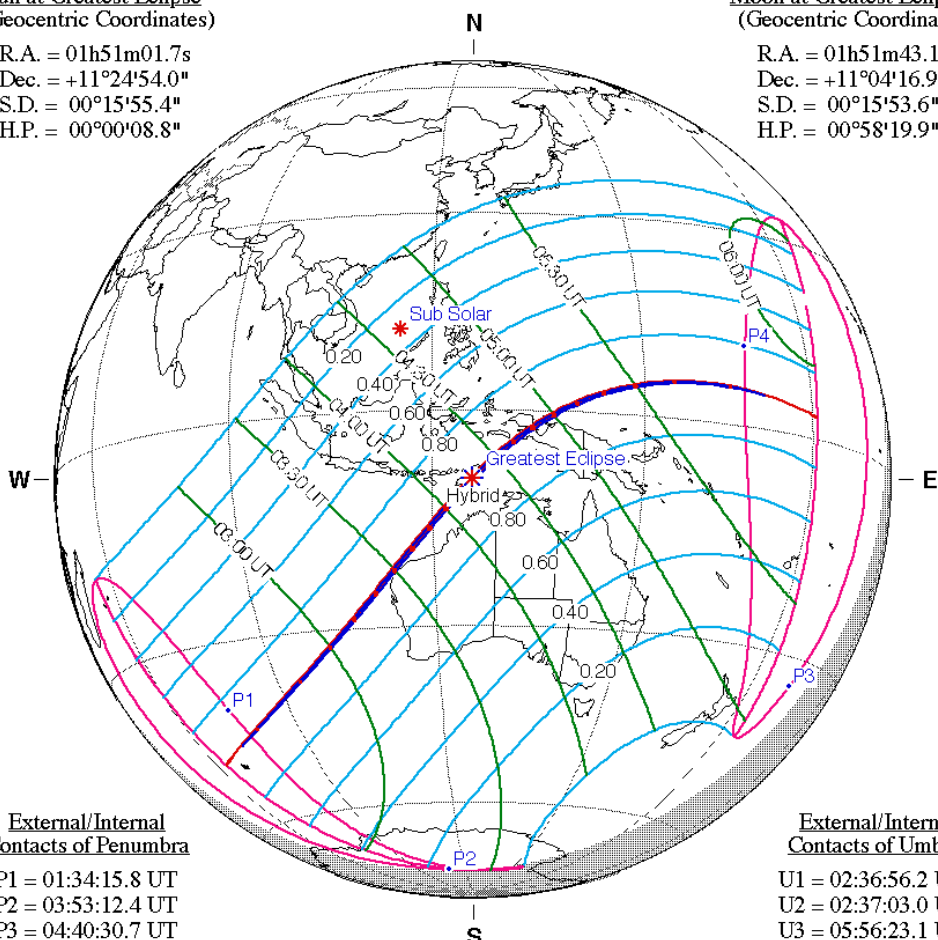 (Geocentric Coordinates)
R.A. = 01h51m01.7s
Dec. = +11°24'54.0"
S.D. = 00°15'55.4"
H.P. = 00°00'08.8"
N
Moon at Greatest Eclipse
(Geocentric Coordina
R.A. = 01h51m43.1
Dec. = +11°04'16.9
S.D. = 00°15'53.6"
H.P. = 00°58'19.9"
05:30 UT
06:00 UT
Sub Solar
P4
0.20
04:30 UT
05:00 UT
0.40
0.60
04:00 UT
0.80
Greatest Eclipse
W
E
03:30 UT
Hybrid
0.80
03:00 UT
0.60
0.40
0.20
P1
P3
P2
External/Internal
Contacts of Penumbra
P1 = 01:34:15.8 UT
P2 = 03:53:12.4 UT
P3 = 04:40:30.7 UT
External/Intern
Contacts of Umb
U1 = 02:36:56.2 U
U2 = 02:37:03.0 U
U3 = 05:56:23.1 U
S